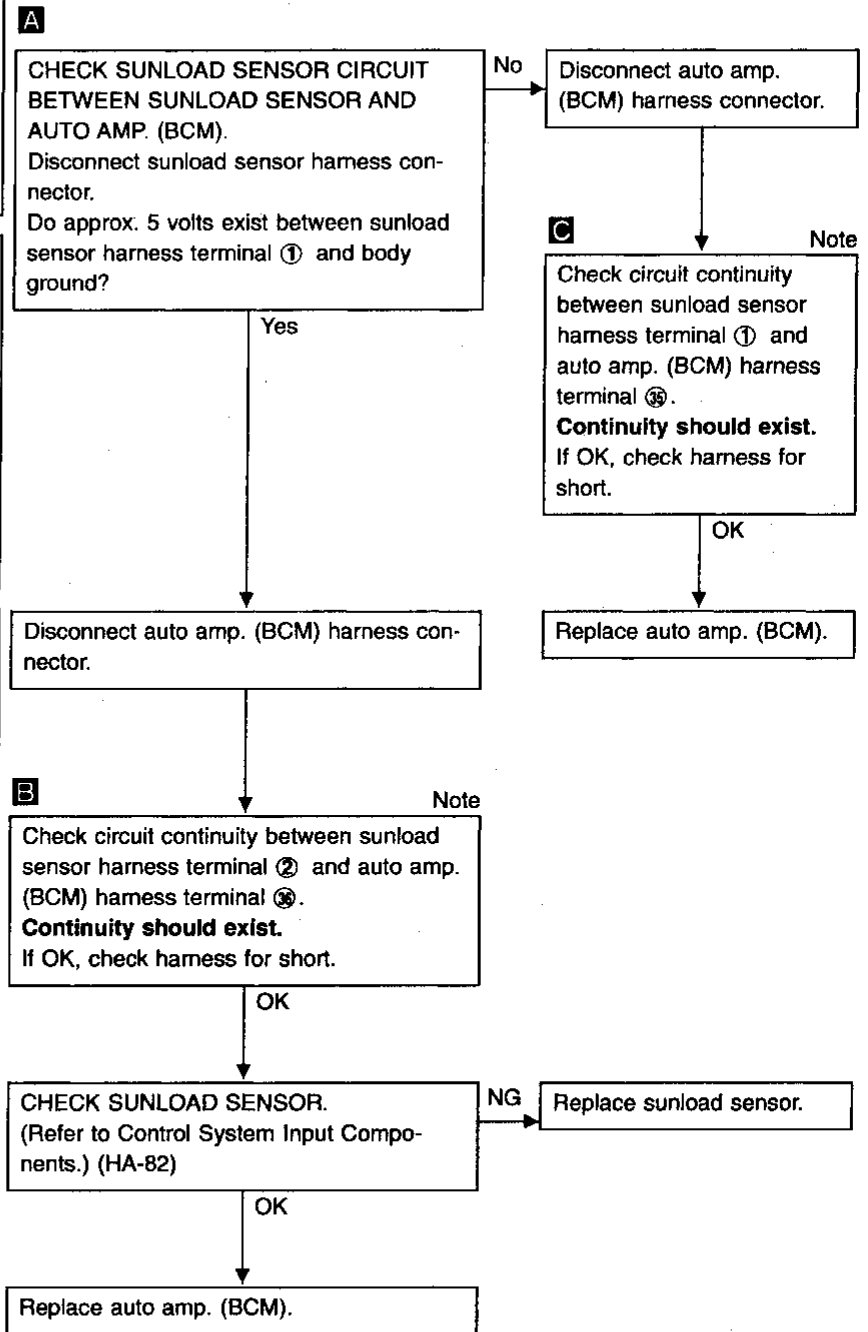 A
CHECK SUNLOAD SENSOR CIRCUIT
BETWEEN SUNLOAD SENSOR AND
AUTO AMP. (BCM).
Disconnect sunload sensor harness con-
nector.
Do approx. 5 volts exist between sunload
sensor harness terminal ① and body
ground?
No
Disconnect auto amp.
(BCM) harness connector.
C
Note
Check circuit continuity
between sunload sensor
harness terminal ① and
auto amp. (BCM) harness
terminal ㉟.
Continuity should exist.
If OK, check harness for
short.
OK
Replace auto amp. (BCM).
Yes
Disconnect auto amp. (BCM) harness con-
nector.
B
Note
Check circuit continuity between sunload
sensor harness terminal ② and auto amp.
(BCM) harness terminal ㊱.
Continuity should exist.
If OK, check harness for short.
OK
CHECK SUNLOAD SENSOR.
(Refer to Control System Input Compo-
nents.) (HA-82)
NG
Replace sunload sensor.
OK
Replace auto amp. (BCM).